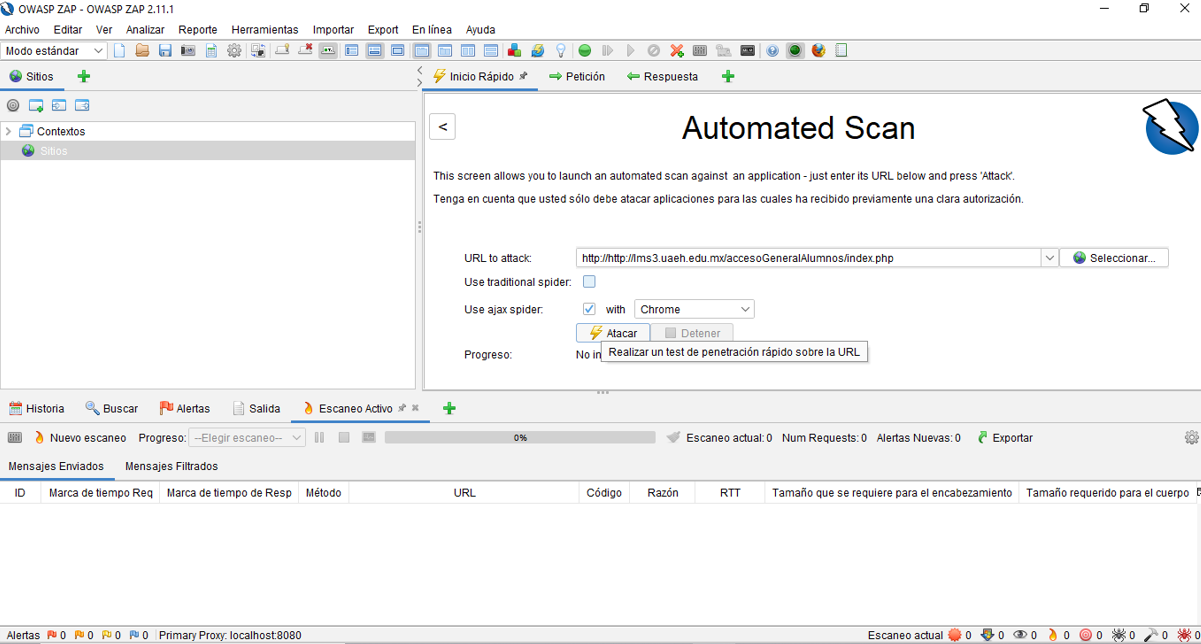 OWASP ZAP - OWASP ZAP 2.11.1
Archivo Editar Ver Analizar Reporte Herramientas Importar Export En línea Ayuda
Modo estándar
Sitios
Inicio Rápido Petición Respuesta
Contextos
Sitios
<
Automated Scan
This screen allows you to launch an automated scan against an application - just enter its URL below and press 'Attack'.
Tenga en cuenta que usted sólo debe atacar aplicaciones para las cuales ha recibido previamente una clara autorización.
URL to attack: http://http://lms3.uaeh.edu.mx/accesoGeneralAlumnos/index.php Seleccionar...
Use traditional spider:
Use ajax spider: with Chrome
Atacar Detener
Progreso: No in
Realizar un test de penetración rápido sobre la URL
Historia Buscar Alertas Salida Escaneo Activo
Nuevo escaneo Progreso: --Elegir escaneo-- 0% Escaneo actual: 0 Num Requests: 0 Alertas Nuevas: 0 Exportar
Mensajes Enviados Mensajes Filtrados
ID Marca de tiempo Req Marca de tiempo de Resp Método URL Código Razón RTT Tamaño que se requiere para el encabezamiento Tamaño requerido para el cuerpo
Alertas 0 0 0 0 Primary Proxy: localhost:8080 Escaneo actual 0 0 0 0 0 0 0 0